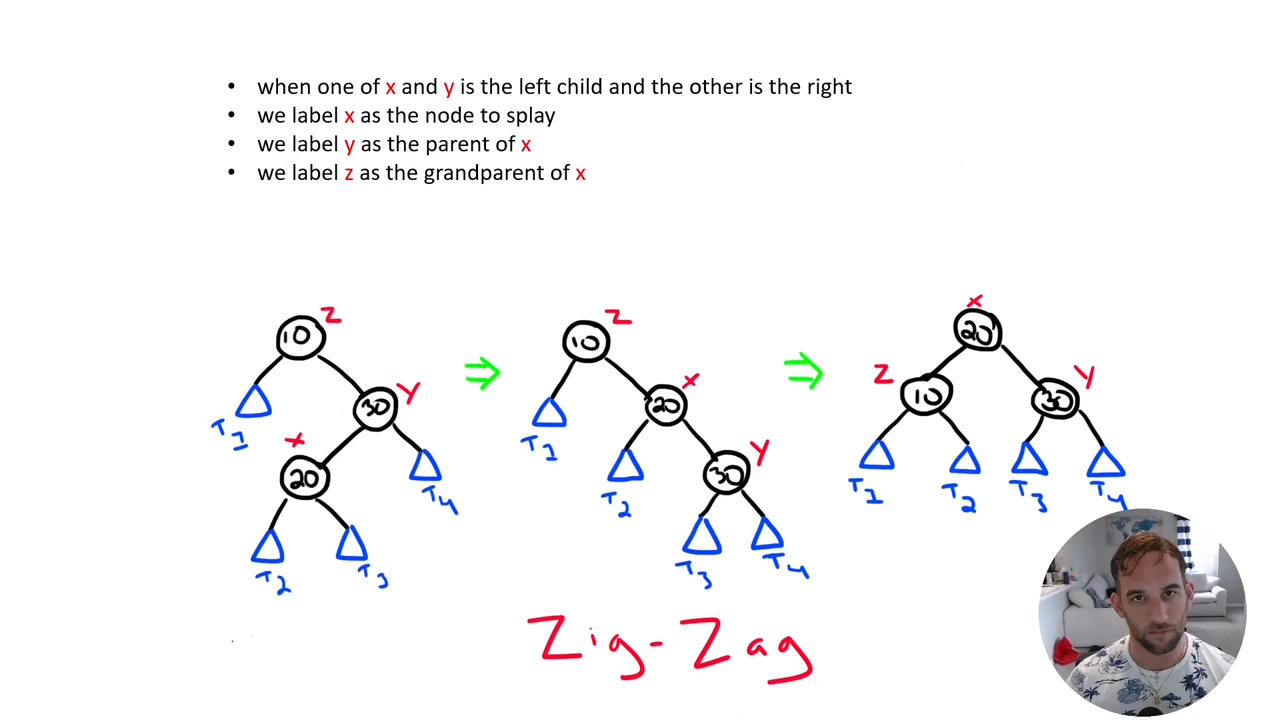 • when one of x and y is the left child and the other is the right
• we label x as the node to splay
• we label y as the parent of x
• we label z as the grandparent of x
10 Z
30 Y
20 x
T1
T2
T3
T4
⇒
10 Z
20 x
30 Y
T1
T2
T3
T4
⇒
20 x
10 Z
30 Y
T1
T2
T3
T4
Zig-Zag